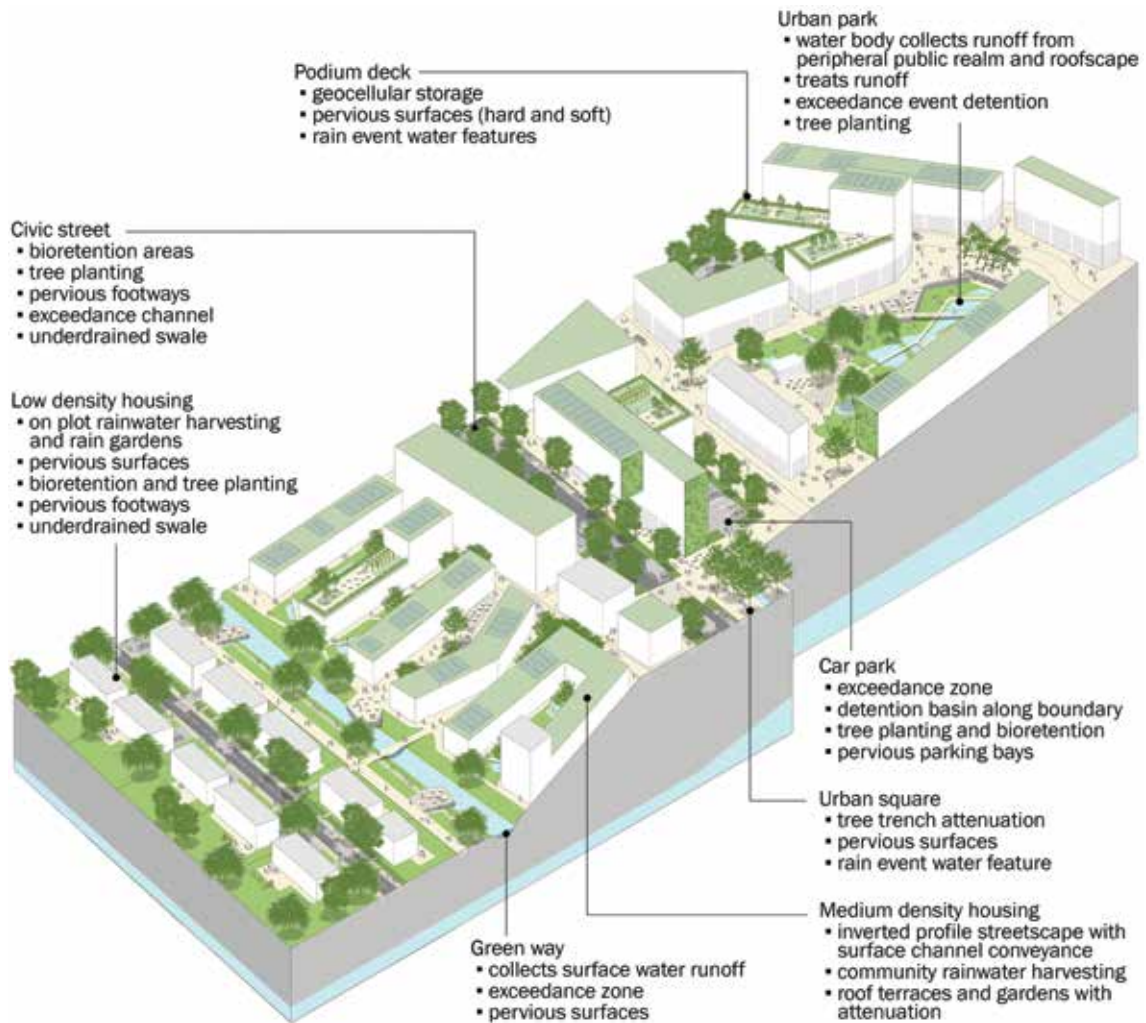 Urban park
▪ water body collects runoff from
peripheral public realm and roofscape
▪ treats runoff
▪ exceedance event detention
▪ tree planting
Podium deck
▪ geocellular storage
▪ pervious surfaces (hard and soft)
▪ rain event water features
Civic street
▪ bioretention areas
▪ tree planting
▪ pervious footways
▪ exceedance channel
▪ underdrained swale
Low density housing
▪ on plot rainwater harvesting
and rain gardens
▪ pervious surfaces
▪ bioretention and tree planting
▪ pervious footways
▪ underdrained swale
Car park
▪ exceedance zone
▪ detention basin along boundary
▪ tree planting and bioretention
▪ pervious parking bays
Urban square
▪ tree trench attenuation
▪ pervious surfaces
▪ rain event water feature
Medium density housing
▪ inverted profile streetscape with
surface channel conveyance
▪ community rainwater harvesting
▪ roof terraces and gardens with
attenuation
Green way
▪ collects surface water runoff
▪ exceedance zone
▪ pervious surfaces